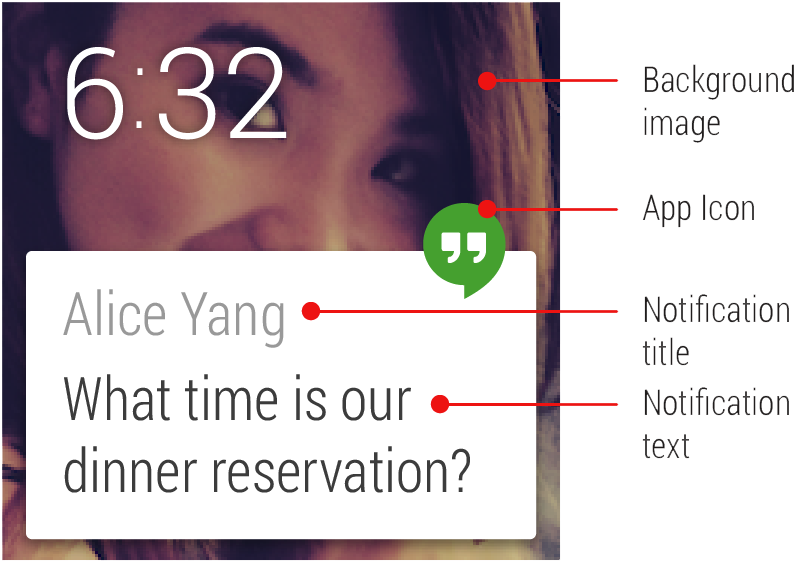 6:32
Background
image
App Icon
Alice Yang
Notification
title
What time is our
dinner reservation?
Notification
text